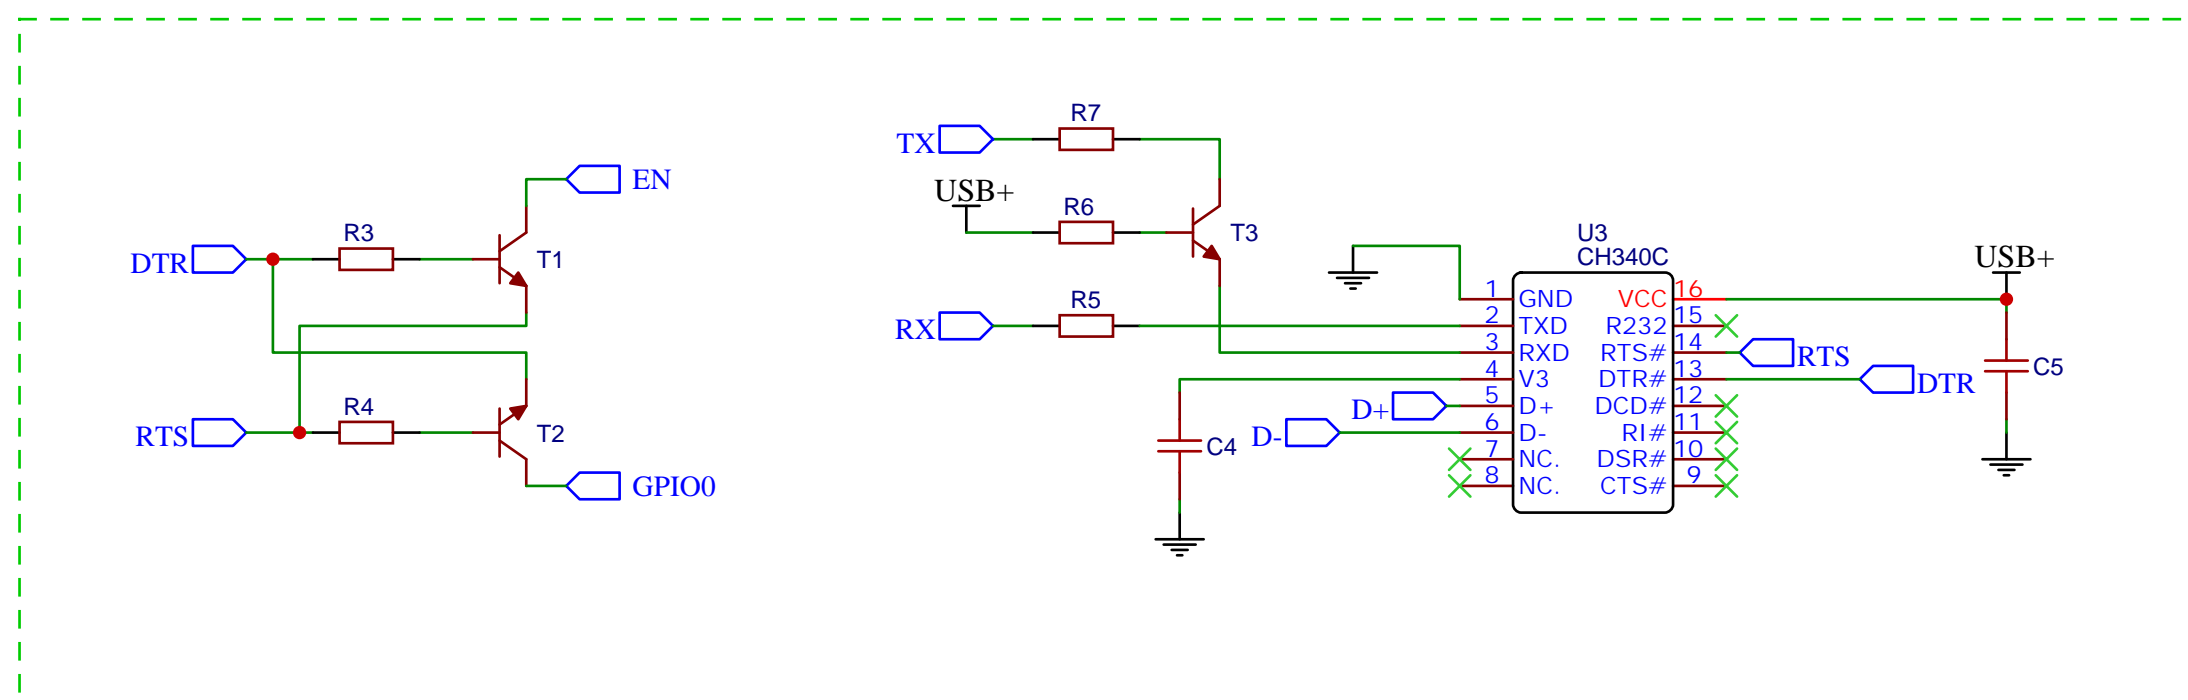 EN
DTR
R3
T1
RTS
R4
T2
GPIO0
TX
R7
USB+
R6
T3
RX
R5
U3
CH340C
1 GND VCC 16
2 TXD R232 15
3 RXD RTS# 14
4 V3 DTR# 13
5 D+ DCD# 12
6 D- RI# 11
7 NC. DSR# 10
8 NC. CTS# 9
D+
D-
C4
RTS
DTR
USB+
C5